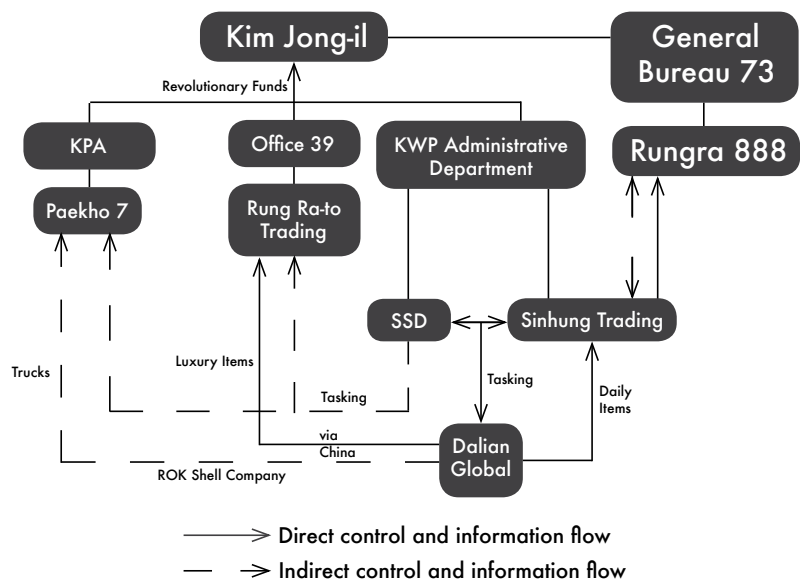 Kim Jong-il
General
Bureau 73
Revolutionary Funds
KPA
Office 39
KWP Administrative
Department
Rungra 888
Paekho 7
Rung Ra-to
Trading
SSD
Sinhung Trading
Trucks
Luxury Items
Tasking
Tasking
Daily
Items
via
China
Dalian
Global
ROK Shell Company
Direct control and information flow
Indirect control and information flow